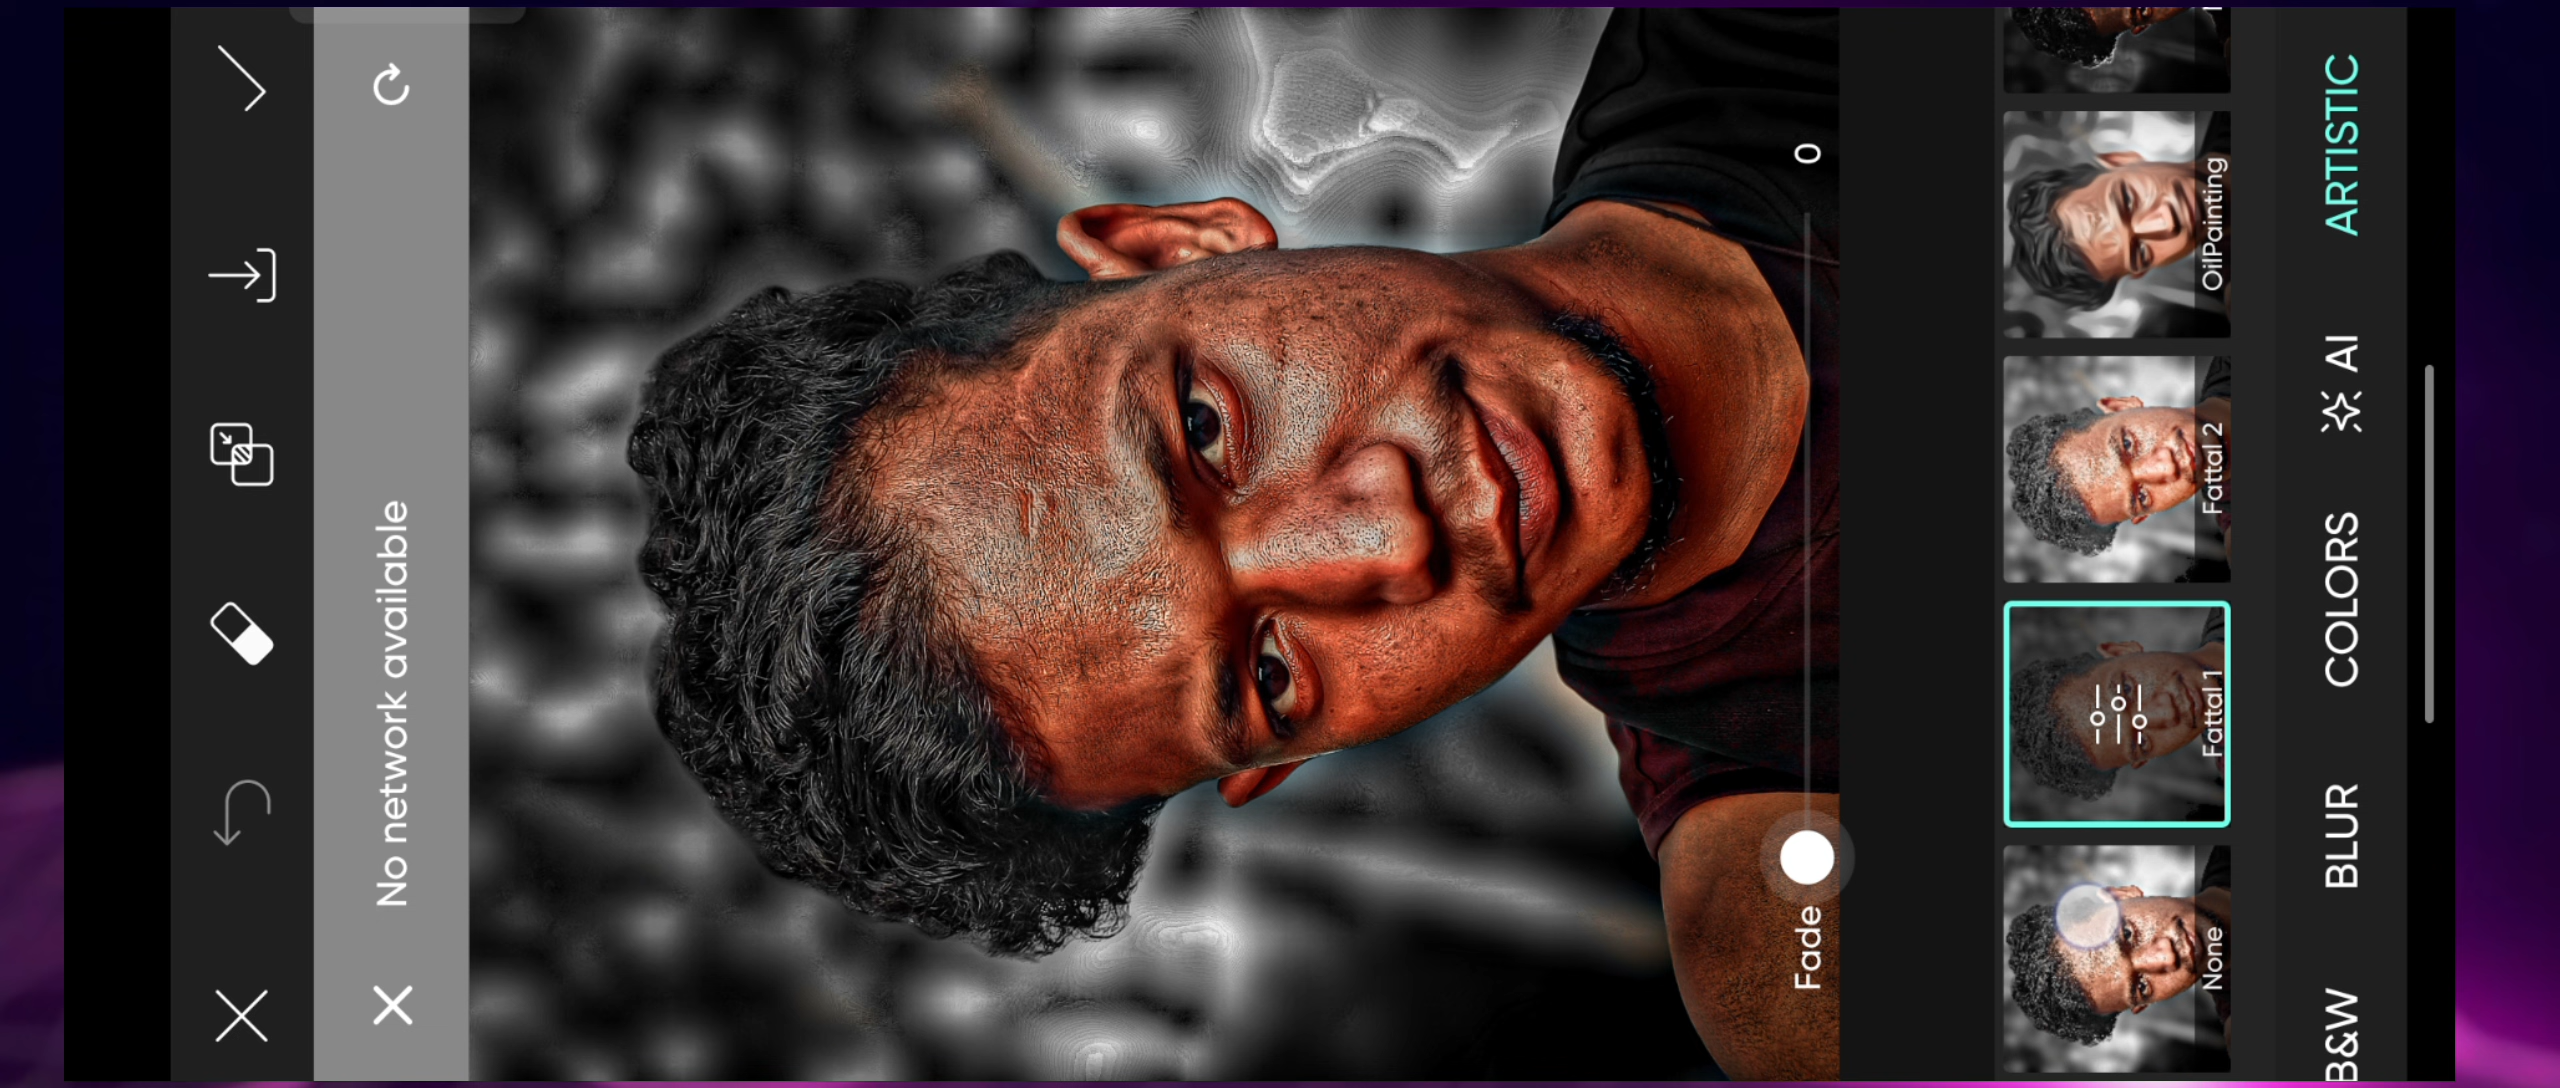 No network available
Fade 0
None
Fattal 1
Fattal 2
OilPainting
B&W BLUR COLORS AI ARTISTIC